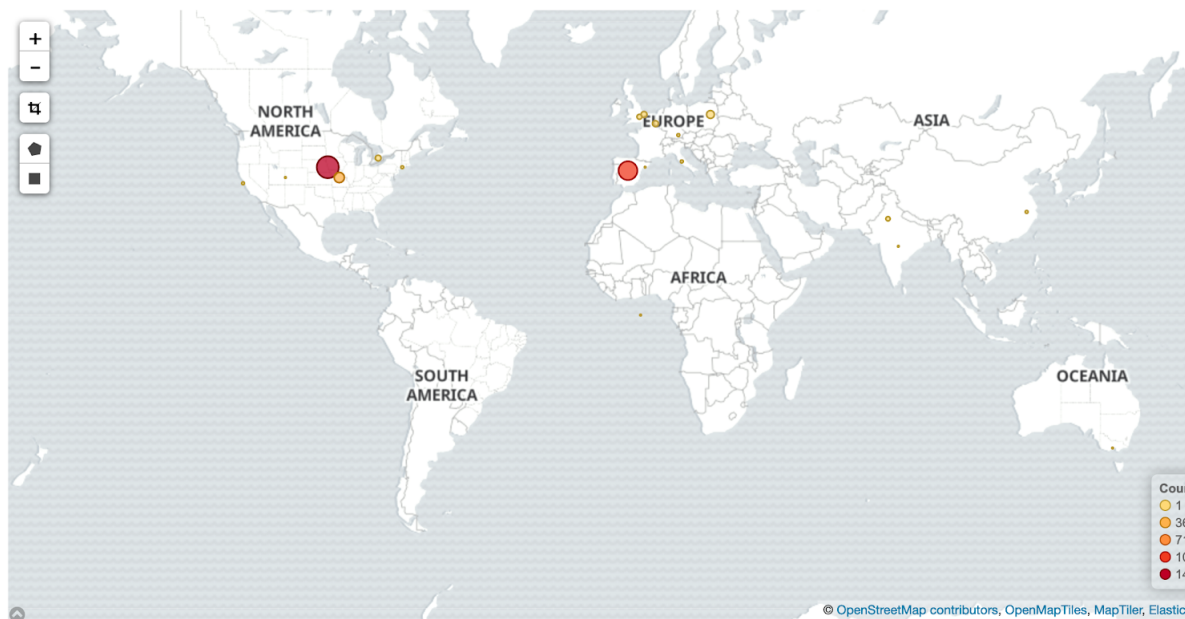 +
−
NORTH
AMERICA
EUROPE
ASIA
AFRICA
SOUTH
AMERICA
OCEANIA
1
© OpenStreetMap contributors, OpenMapTiles, MapTiler, Elastic